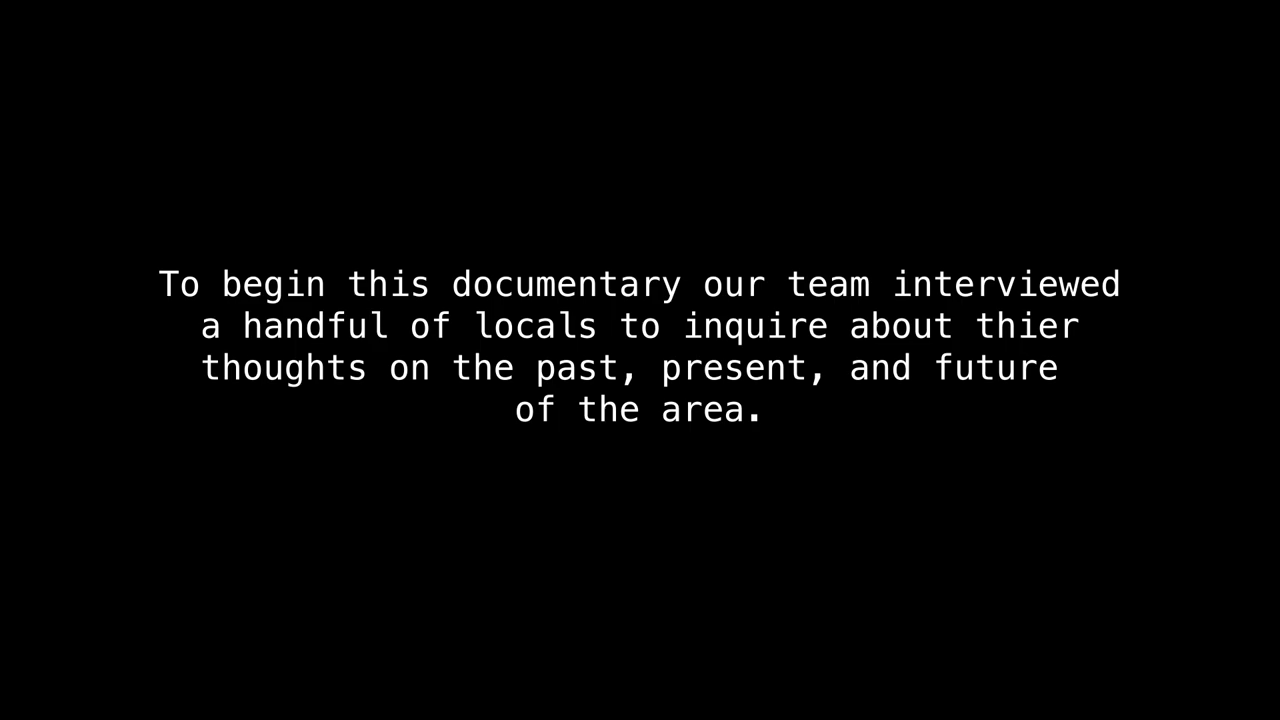 To begin this documentary our team interviewed
a handful of locals to inquire about thier
thoughts on the past, present, and future
of the area.